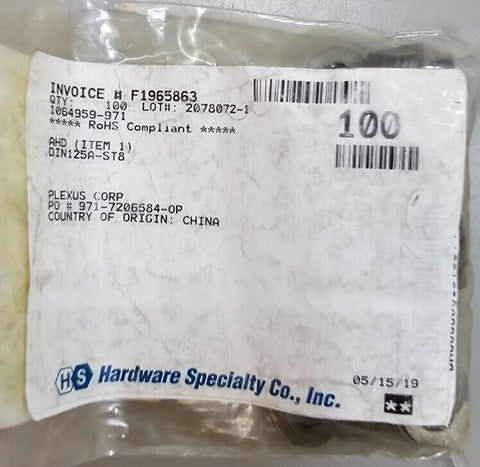 INVOICE # F1965863
QTY: 100 LOT#: 2078072-1
1064959-971
***** RoHS Compliant *****
100
AHD (ITEM 1)
DIN125A-ST8
PLEXUS CORP
PO # 971-7206584-OP
COUNTRY OF ORIGIN: CHINA
HS Hardware Specialty Co., Inc.
05/15/19
**